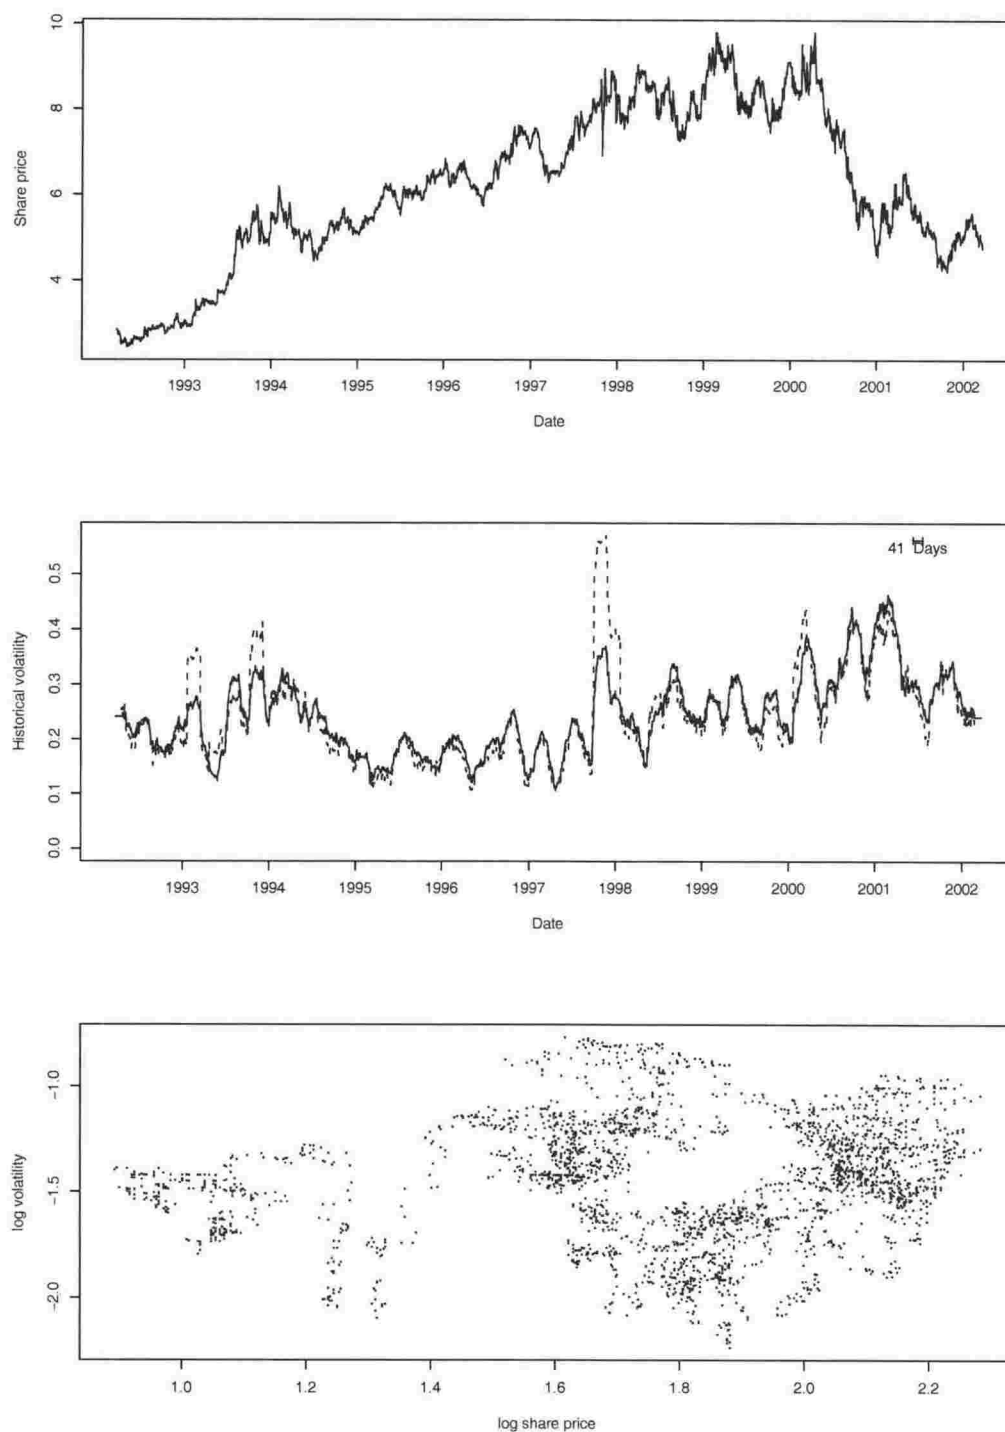 10
8
6
4
Share price
1993 1994 1995 1996 1997 1998 1999 2000 2001 2002
Date
41 Days
0.5
0.4
0.3
0.2
0.1
0.0
Historical volatility
1993 1994 1995 1996 1997 1998 1999 2000 2001 2002
Date
-1.0
-1.5
-2.0
log volatility
1.0 1.2 1.4 1.6 1.8 2.0 2.2
log share price